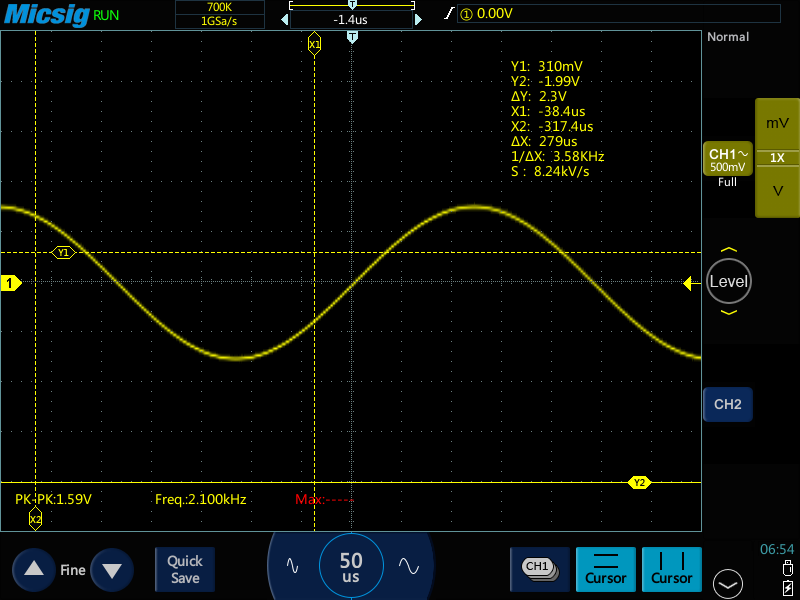 Micsig RUN
700K
1GSa/s
T
-1.4us
1 0.00V
X1
T
Normal
Y1: 310mV
Y2: -1.99V
ΔY: 2.3V
X1: -38.4us
X2: -317.4us
ΔX: 279us
1/ΔX: 3.58KHz
S : 8.24kV/s
mV
CH1
500mV
1X
Full
V
Y1
1
Level
CH2
Y2
PK-PK:1.59V
Freq.:2.100kHz
Max:-----
X2
Fine
Quick
Save
50
us
CH1
Cursor
Cursor
06:54